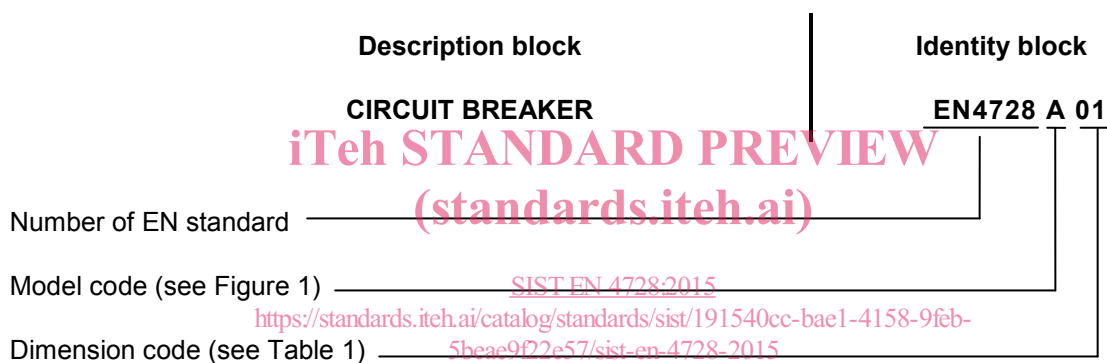 Description block Identity block
CIRCUIT BREAKER EN4728 A 01
iTeh STANDARD PREVIEW
(standards.iteh.ai)
Number of EN standard
Model code (see Figure 1)
SIST EN 4728:2015
https://standards.iteh.ai/catalog/standards/sist/191540cc-bae1-4158-9feb-
Dimension code (see Table 1)
5beae9f22e57/sist-en-4728-2015